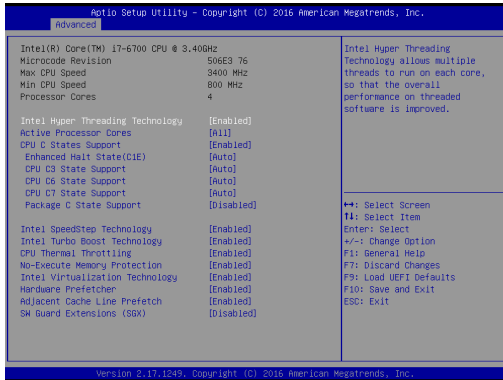 Aptio Setup Utility – Copyright (C) 2016 American Megatrends, Inc.
Advanced
Intel(R) Core(TM) i7-6700 CPU @ 3.40GHz
Microcode Revision 506E3 76
Max CPU Speed 3400 MHz
Min CPU Speed 800 MHz
Processor Cores 4
Intel Hyper Threading Technology [Enabled]
Active Processor Cores [All]
CPU C States Support [Enabled]
Enhanced Halt State(C1E) [Auto]
CPU C3 State Support [Auto]
CPU C6 State Support [Auto]
CPU C7 State Support [Auto]
Package C State Support [Disabled]
Intel SpeedStep Technology [Enabled]
Intel Turbo Boost Technology [Enabled]
CPU Thermal Throttling [Enabled]
No-Execute Memory Protection [Enabled]
Intel Virtualization Technology [Enabled]
Hardware Prefetcher [Enabled]
Adjacent Cache Line Prefetch [Enabled]
SW Guard Extensions (SGX) [Disabled]
Intel Hyper Threading
Technology allows multiple
threads to run on each core,
so that the overall
performance on threaded
software is improved.
↔: Select Screen
↑↓: Select Item
Enter: Select
+/-: Change Option
F1: General Help
F7: Discard Changes
F9: Load UEFI Defaults
F10: Save and Exit
ESC: Exit
Version 2.17.1249. Copyright (C) 2016 American Megatrends, Inc.